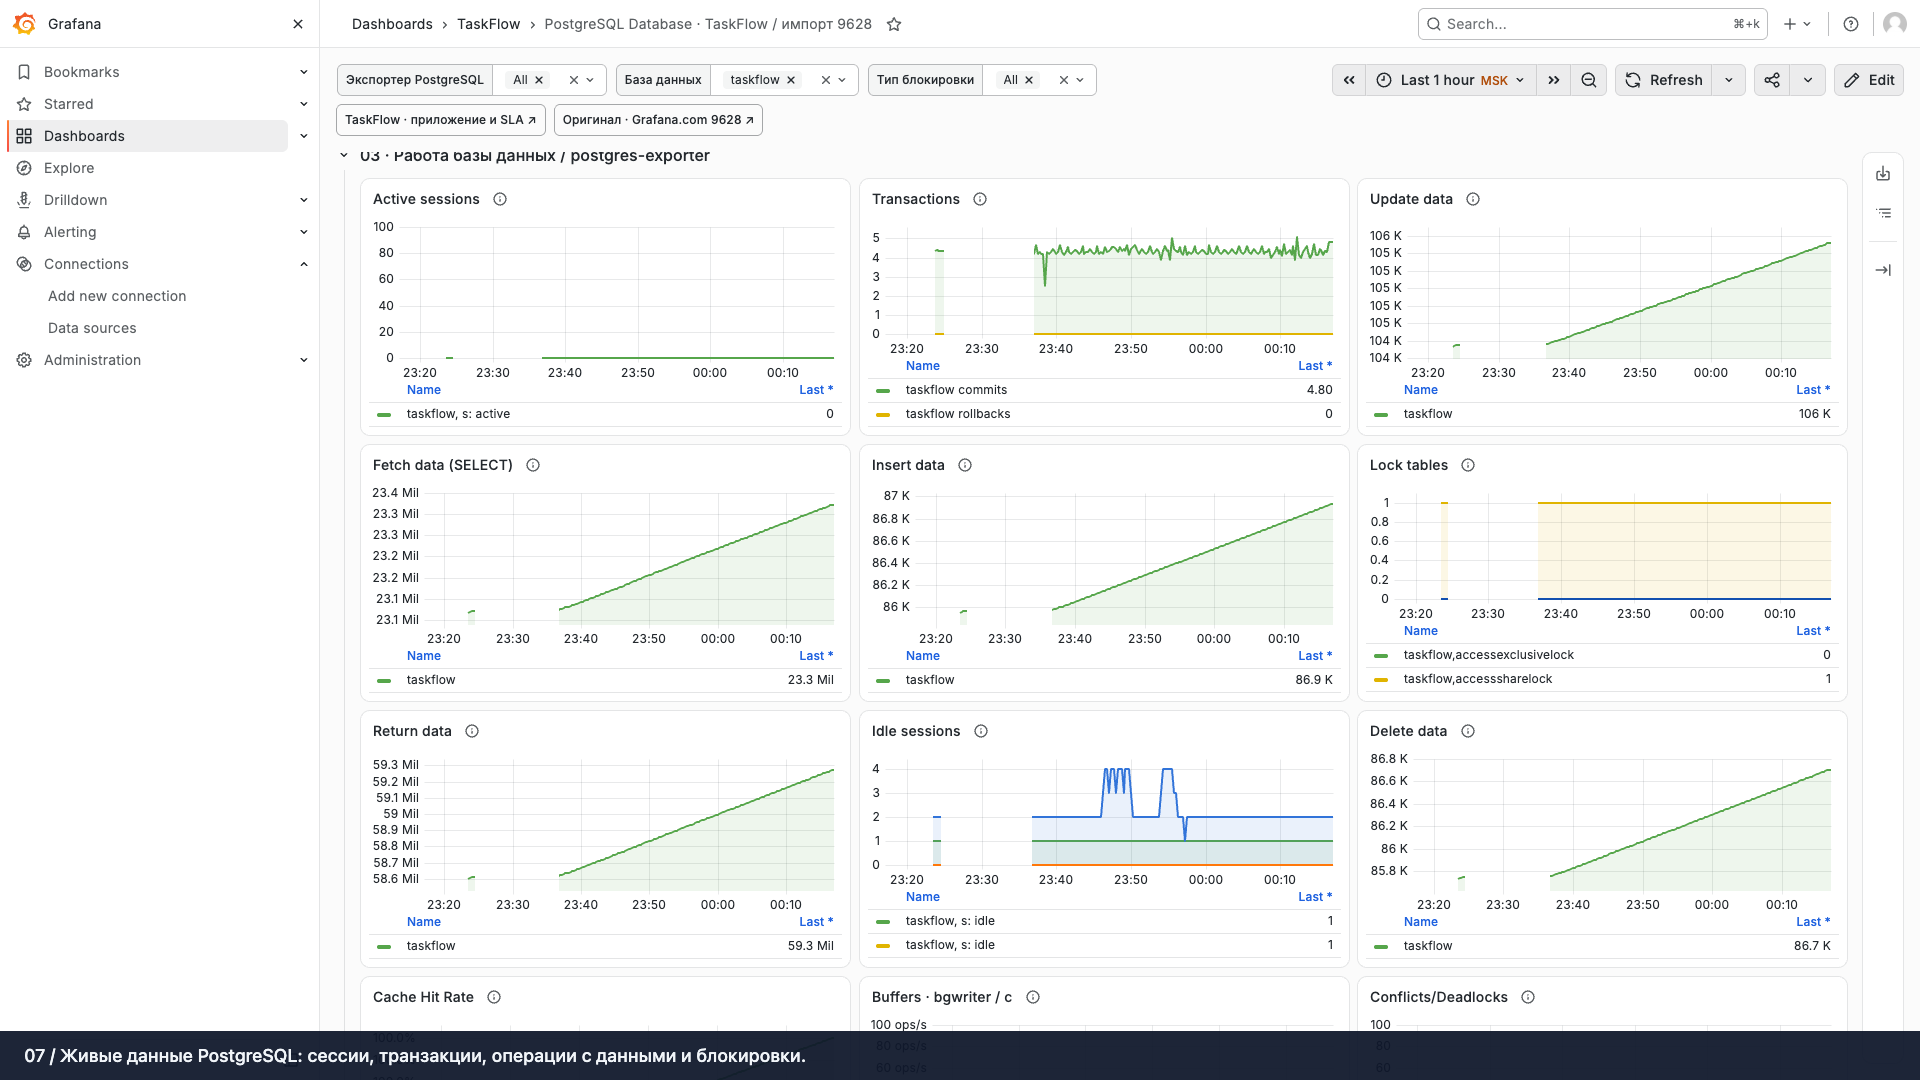 Grafana
Dashboards › TaskFlow › PostgreSQL Database · TaskFlow / импорт 9628
Search...
⌘+k
Bookmarks
Starred
Dashboards
Explore
Drilldown
Alerting
Connections
Add new connection
Data sources
Administration
Экспортер PostgreSQL All
База данных taskflow
Тип блокировки All
Last 1 hour MSK
Refresh
Edit
TaskFlow · приложение и SLA
Оригинал · Grafana.com 9628
03 · Работа базы данных / postgres-exporter
Active sessions
100
80
60
40
20
0
23:20 23:30 23:40 23:50 00:00 00:10
Name Last *
taskflow, s: active 0
Transactions
5
4
3
2
1
0
23:20 23:30 23:40 23:50 00:00 00:10
Name Last *
taskflow commits 4.80
taskflow rollbacks 0
Update data
106 K
105 K
105 K
105 K
105 K
105 K
104 K
104 K
23:20 23:30 23:40 23:50 00:00 00:10
Name Last *
taskflow 106 K
Fetch data (SELECT)
23.4 Mil
23.3 Mil
23.3 Mil
23.2 Mil
23.2 Mil
23.1 Mil
23.1 Mil
23:20 23:30 23:40 23:50 00:00 00:10
Name Last *
taskflow 23.3 Mil
Insert data
87 K
86.8 K
86.6 K
86.4 K
86.2 K
86 K
23:20 23:30 23:40 23:50 00:00 00:10
Name Last *
taskflow 86.9 K
Lock tables
1
0.8
0.6
0.4
0.2
0
23:20 23:30 23:40 23:50 00:00 00:10
Name Last *
taskflow,accessexclusivelock 0
taskflow,accesssharelock 1
Return data
59.3 Mil
59.2 Mil
59.1 Mil
59 Mil
58.9 Mil
58.8 Mil
58.7 Mil
58.6 Mil
23:20 23:30 23:40 23:50 00:00 00:10
Name Last *
taskflow 59.3 Mil
Idle sessions
4
3
2
1
0
23:20 23:30 23:40 23:50 00:00 00:10
Name Last *
taskflow, s: idle 1
taskflow, s: idle 1
Delete data
86.8 K
86.6 K
86.4 K
86.2 K
86 K
85.8 K
23:20 23:30 23:40 23:50 00:00 00:10
Name Last *
taskflow 86.7 K
Cache Hit Rate
100.0%
Buffers · bgwriter / c
100 ops/s
80 ops/s
60 ops/s
Conflicts/Deadlocks
100
80
60
07 / Живые данные PostgreSQL: сессии, транзакции, операции с данными и блокировки.